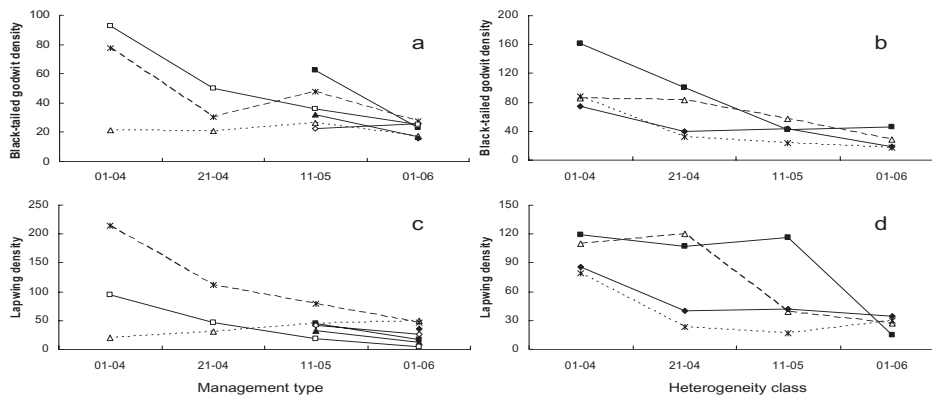 Black-tailed godwit density
100
80
60
40
20
0
a
01-04 21-04 11-05 01-06
Black-tailed godwit density
200
160
120
80
40
0
b
01-04 21-04 11-05 01-06
Lapwing density
250
200
150
100
50
0
c
01-04 21-04 11-05 01-06
Management type
Lapwing density
150
120
90
60
30
0
d
01-04 21-04 11-05 01-06
Heterogeneity class